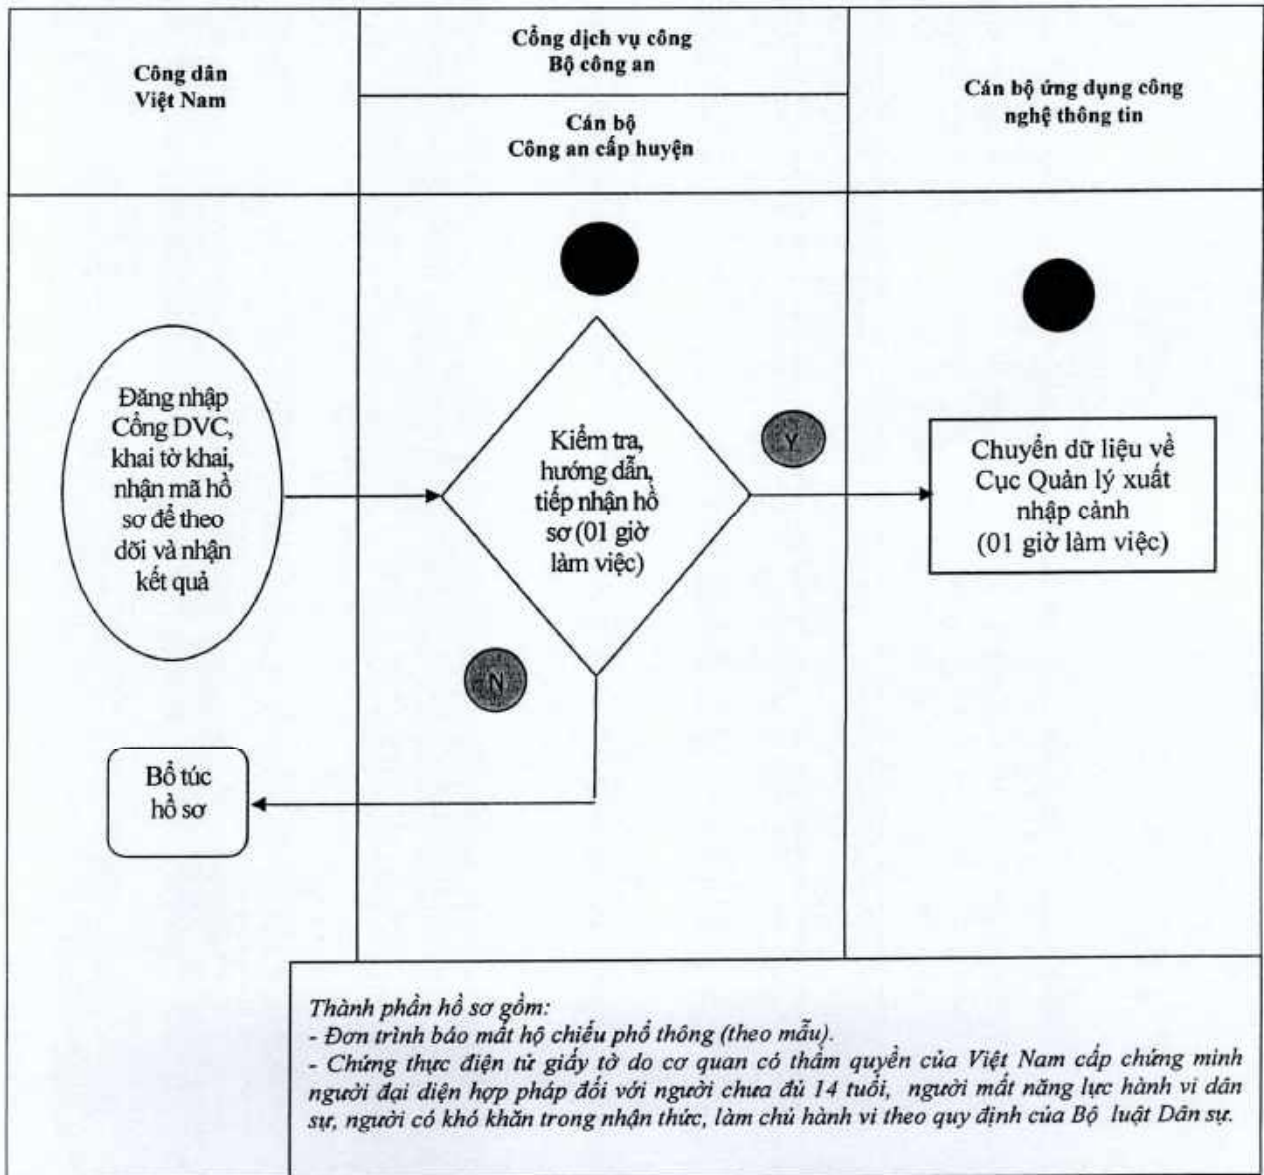 Công dân
Việt Nam
Cổng dịch vụ công
Bộ công an
Cán bộ
Công an cấp huyện
Cán bộ ứng dụng công
nghệ thông tin
Đăng nhập
Cổng DVC,
khai tờ khai,
nhận mã hồ
sơ để theo
dõi và nhận
kết quả
Kiểm tra,
hướng dẫn,
tiếp nhận hồ
sơ (01 giờ
làm việc)
Y
Chuyển dữ liệu về
Cục Quản lý xuất
nhập cảnh
(01 giờ làm việc)
N
Bổ túc
hồ sơ
Thành phần hồ sơ gồm:
- Đơn trình báo mất hộ chiếu phổ thông (theo mẫu).
- Chứng thực điện tử giấy tờ do cơ quan có thẩm quyền của Việt Nam cấp chứng minh
người đại diện hợp pháp đối với người chưa đủ 14 tuổi, người mất năng lực hành vi dân
sự, người có khó khăn trong nhận thức, làm chủ hành vi theo quy định của Bộ luật Dân sự.